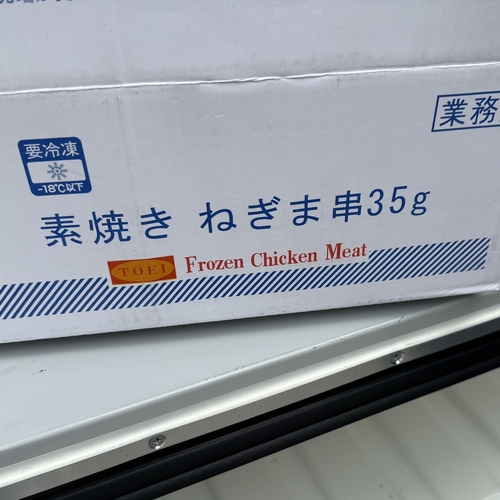 業務
要冷凍
-18℃以下
素焼き ねぎま串35g
TOEI Frozen Chicken Meat